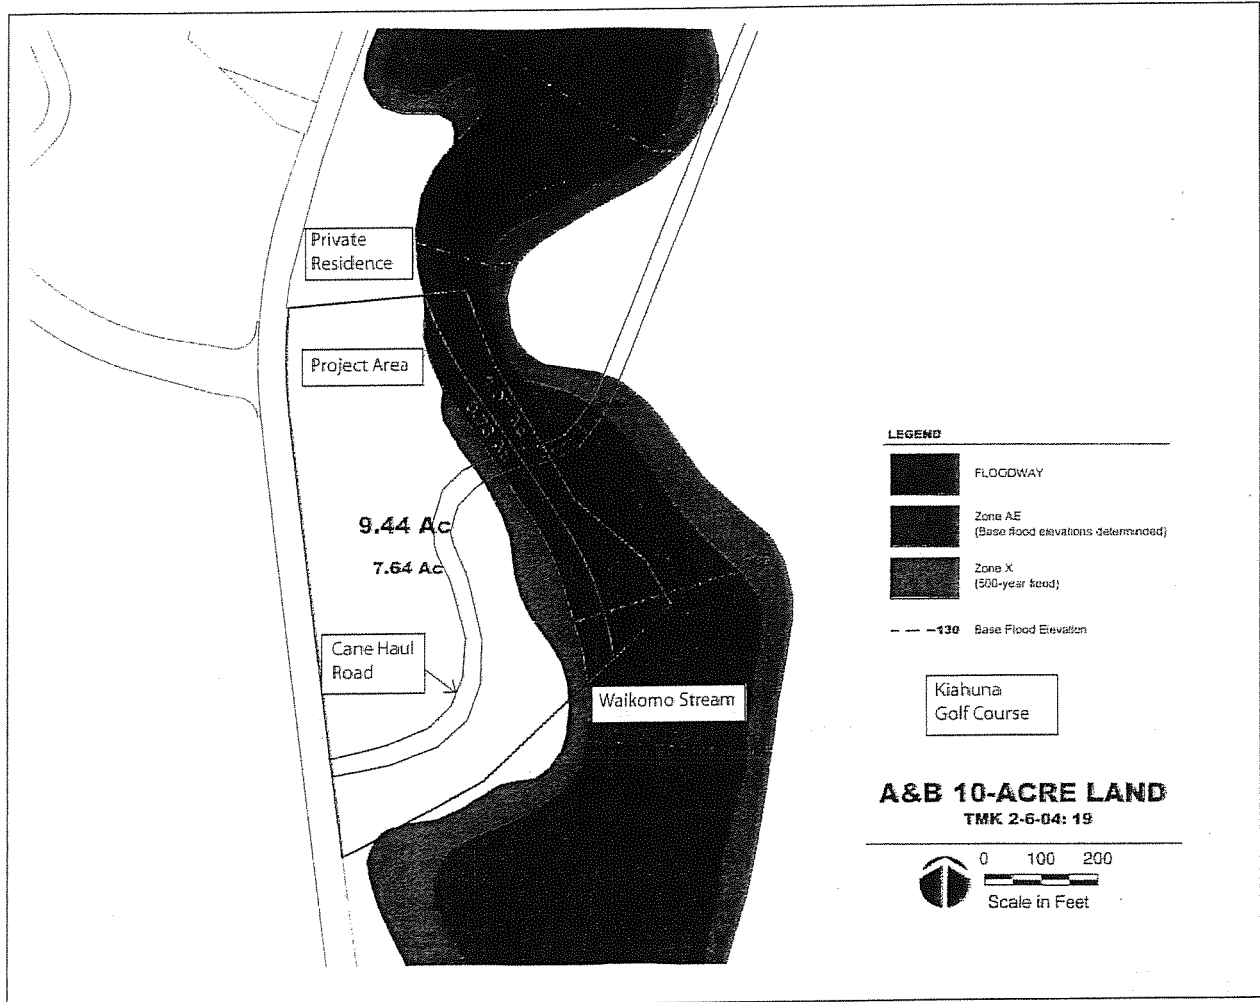 Private
Residence
Project Area
9.44 Ac
7.64 Ac
Cane Haul
Road
Waikomo Stream
LEGEND
FLOODWAY
Zone AE
(Base flood elevations determinded)
Zone X
(500-year flood)
130 Base Flood Elevation
Kiahuna
Golf Course
A&B 10-ACRE LAND
TMK 2-6-04: 19
0 100 200
Scale in Feet